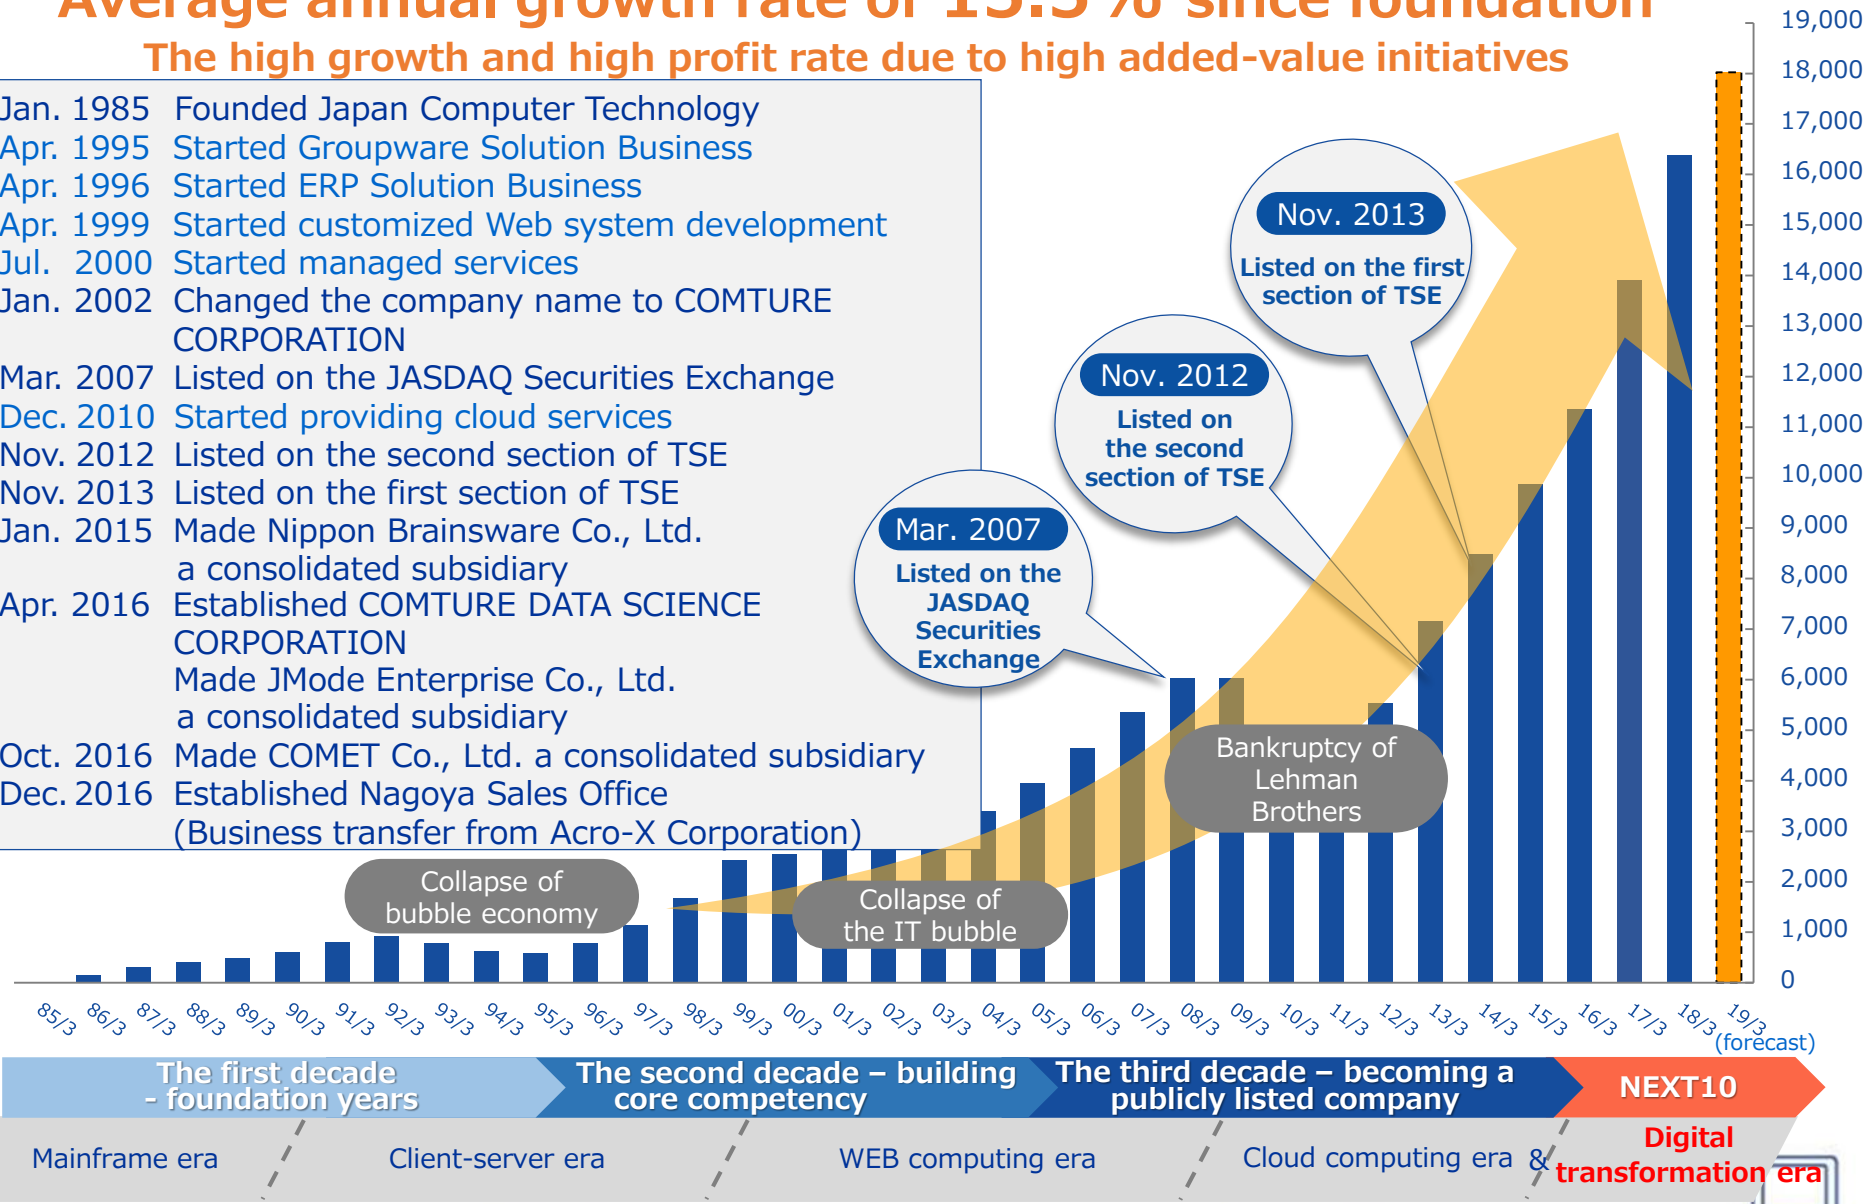 Average annual growth rate of 15.5% since foundation
The high growth and high profit rate due to high added-value initiatives
Jan. 1985 Founded Japan Computer Technology
Apr. 1995 Started Groupware Solution Business
Apr. 1996 Started ERP Solution Business
Apr. 1999 Started customized Web system development
Jul. 2000 Started managed services
Jan. 2002 Changed the company name to COMTURE
CORPORATION
Mar. 2007 Listed on the JASDAQ Securities Exchange
Dec. 2010 Started providing cloud services
Nov. 2012 Listed on the second section of TSE
Nov. 2013 Listed on the first section of TSE
Jan. 2015 Made Nippon Brainsware Co., Ltd.
a consolidated subsidiary
Apr. 2016 Established COMTURE DATA SCIENCE
CORPORATION
Made JMode Enterprise Co., Ltd.
a consolidated subsidiary
Oct. 2016 Made COMET Co., Ltd. a consolidated subsidiary
Dec. 2016 Established Nagoya Sales Office
(Business transfer from Acro-X Corporation)
Mar. 2007
Listed on the
JASDAQ
Securities
Exchange
Nov. 2012
Listed on
the second
section of TSE
Nov. 2013
Listed on the first
section of TSE
Collapse of
bubble economy
Collapse of
the IT bubble
Bankruptcy of
Lehman
Brothers
19,000
18,000
17,000
16,000
15,000
14,000
13,000
12,000
11,000
10,000
9,000
8,000
7,000
6,000
5,000
4,000
3,000
2,000
1,000
0
85/3 86/3 87/3 88/3 89/3 90/3 91/3 92/3 93/3 94/3 95/3 96/3 97/3 98/3 99/3 00/3 01/3 02/3 03/3 04/3 05/3 06/3 07/3 08/3 09/3 10/3 11/3 12/3 13/3 14/3 15/3 16/3 17/3 18/3 19/3
(forecast)
The first decade
- foundation years
The second decade – building
core competency
The third decade – becoming a
publicly listed company
NEXT10
Mainframe era
Client-server era
WEB computing era
Cloud computing era &
Digital
transformation era